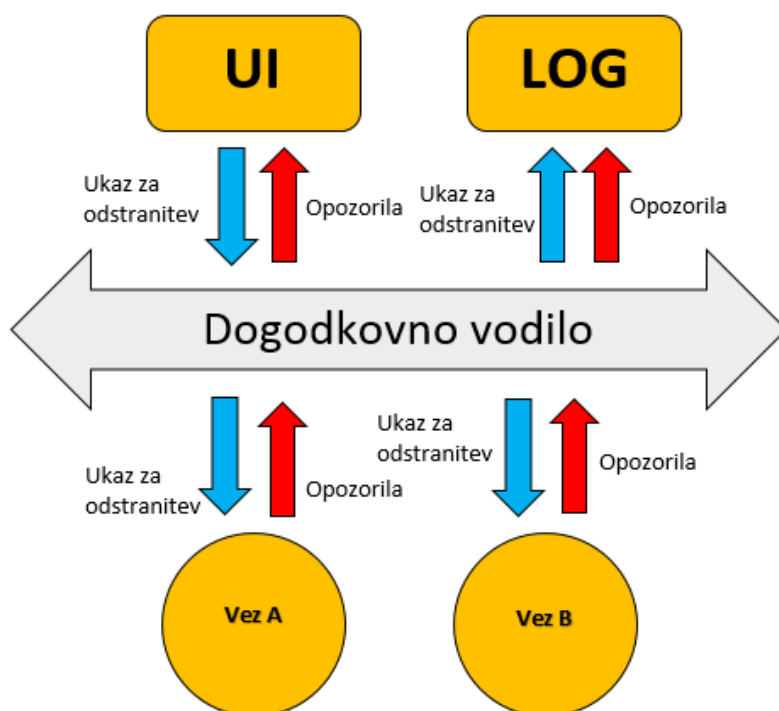 UI
LOG
Ukaz za
odstranitev
Opozorila
Ukaz za
odstranitev
Opozorila
Dogodkovno vodilo
Ukaz za
odstranitev
Opozorila
Ukaz za
odstranitev
Opozorila
Vez A
Vez B